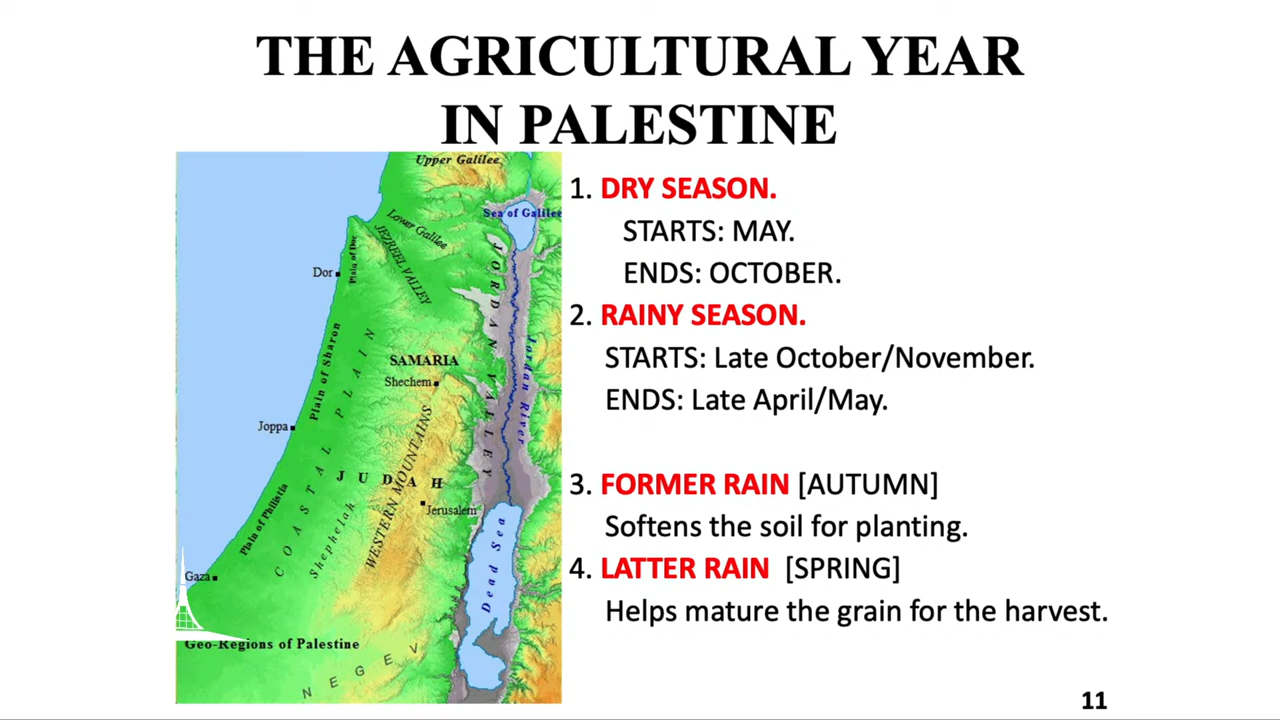 THE AGRICULTURAL YEAR
IN PALESTINE
Upper Galilee
Sea of Galilee
Lower Galilee
JEZREEL VALLEY
Plain of Dor
Dor
JORDAN VALLEY
Jordan River
Plain of Sharon
COASTAL PLAIN
SAMARIA
Shechem
Joppa
WESTERN MOUNTAINS
JUDAH
Jerusalem
Plain of Philistia
Shephelah
Dead Sea
Gaza
Geo-Regions of Palestine
NEGEV
1. DRY SEASON.
STARTS: MAY.
ENDS: OCTOBER.
2. RAINY SEASON.
STARTS: Late October/November.
ENDS: Late April/May.
3. FORMER RAIN [AUTUMN]
Softens the soil for planting.
4. LATTER RAIN [SPRING]
Helps mature the grain for the harvest.
11